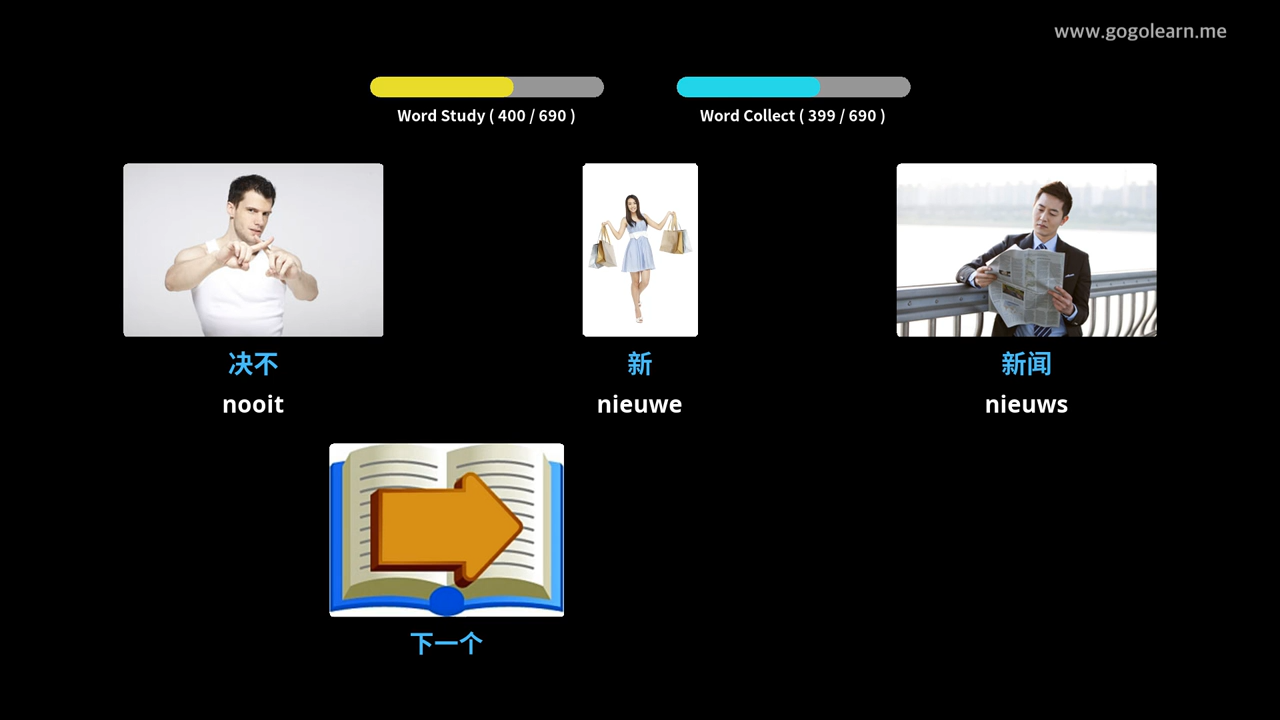 www.gogolearn.me
Word Study ( 400 / 690 )
Word Collect ( 399 / 690 )
决不
新
新闻
nooit
nieuwe
nieuws
下一个